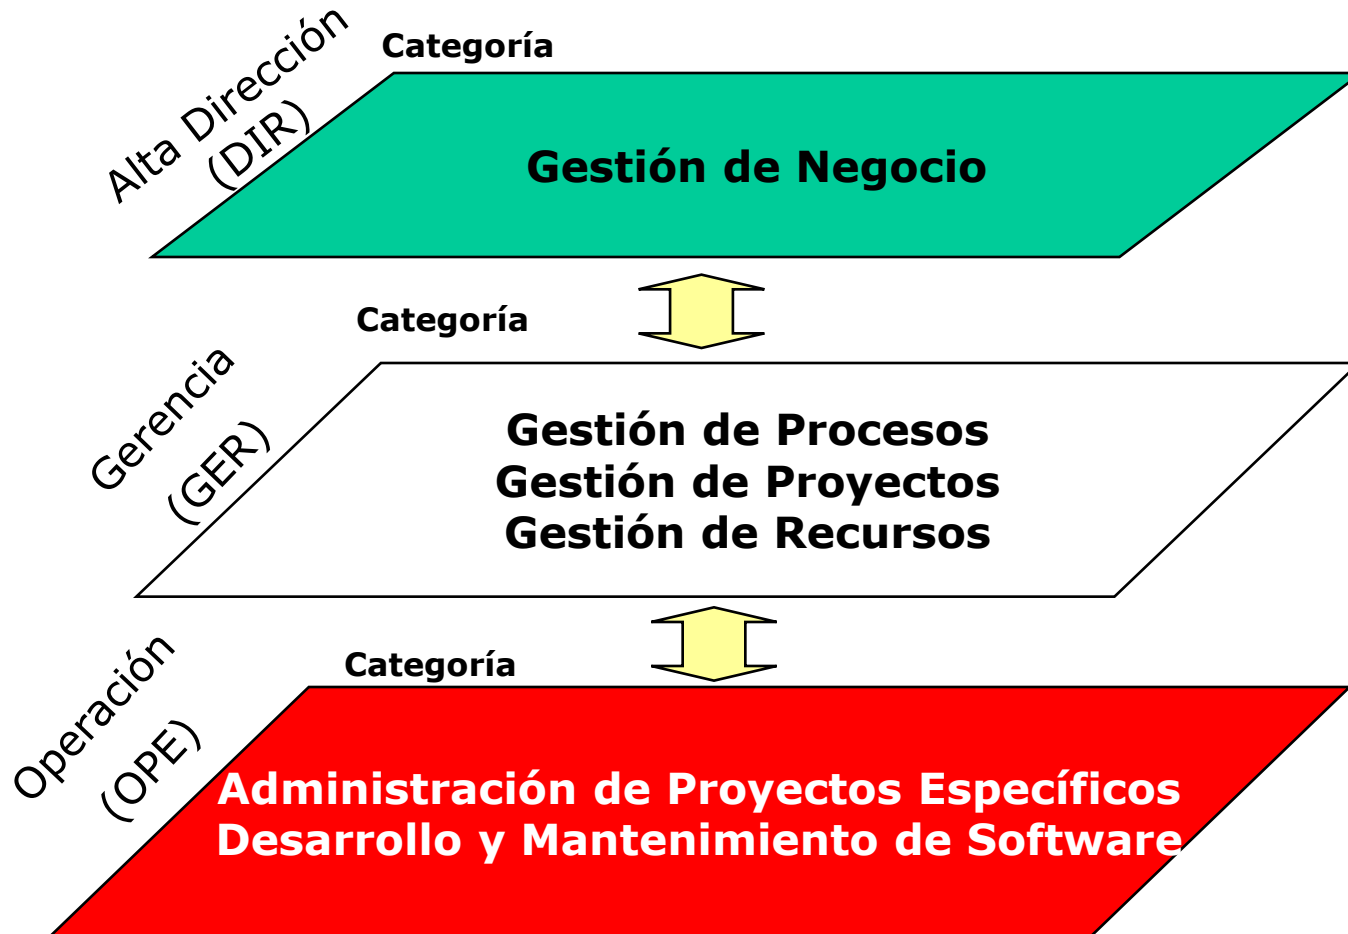 Categoría
Alta Dirección
(DIR)
Gestión de Negocio
Categoría
Gerencia
(GER)
Gestión de Procesos
Gestión de Proyectos
Gestión de Recursos
Categoría
Operación
(OPE)
Administración de Proyectos Específicos
Desarrollo y Mantenimiento de Software